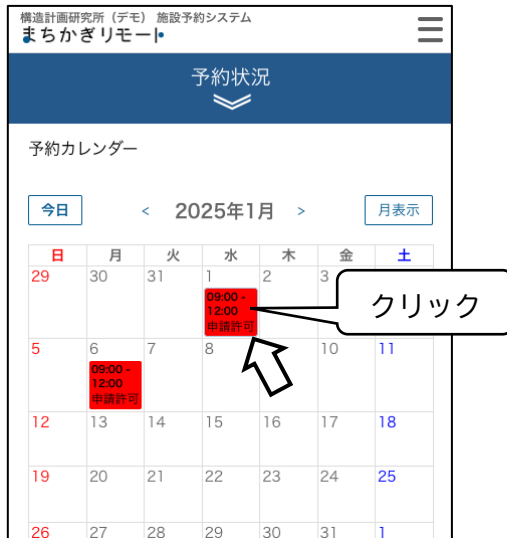 構造計画研究所（デモ） 施設予約システム
まちかぎリモート
予約状況
予約カレンダー
今日 < 2025年1月 > 月表示
日 月 火 水 木 金 土
29 30 31 1 2 3
09:00 -
12:00
申請許可
クリック
5 6 7 8 10 11
09:00 -
12:00
申請許可
12 13 14 15 16 17 18
19 20 21 22 23 24 25
26 27 28 29 30 31 1